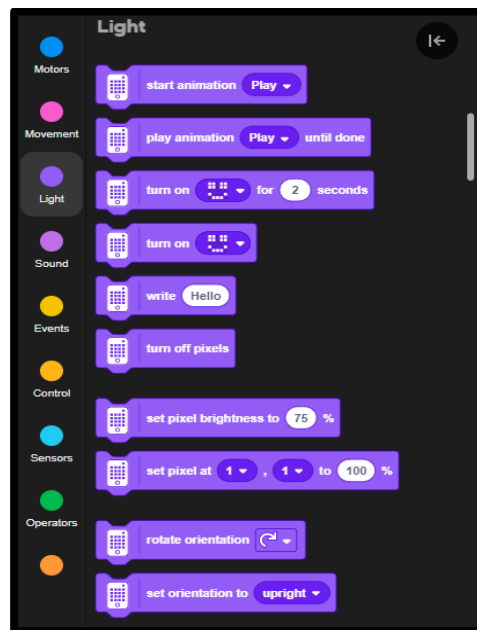 Light
Motors
Movement
Light
Sound
Events
Control
Sensors
Operators
start animation Play
play animation Play until done
turn on for 2 seconds
turn on
write Hello
turn off pixels
set pixel brightness to 75 %
set pixel at 1 , 1 to 100 %
rotate orientation
set orientation to upright